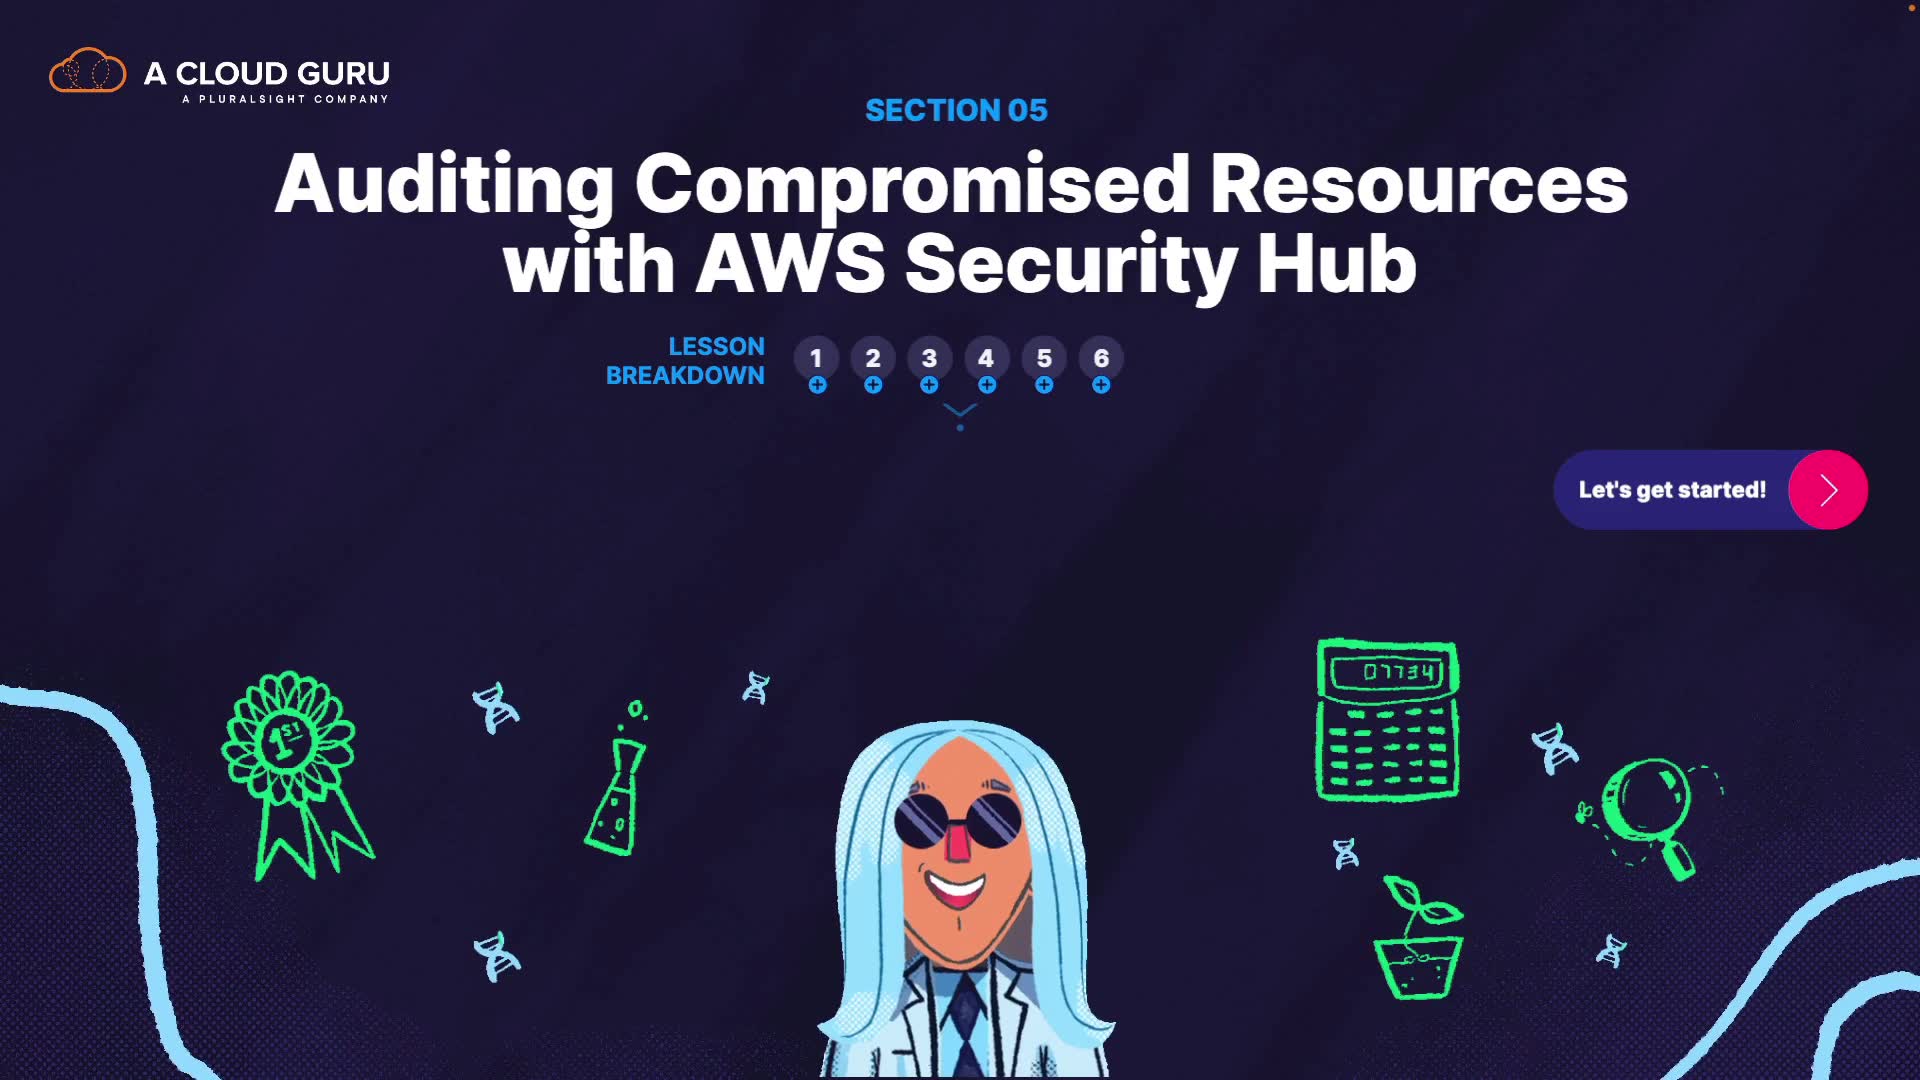 A CLOUD GURU
A PLURALSIGHT COMPANY
SECTION 05
Auditing Compromised Resources
with AWS Security Hub
LESSON
BREAKDOWN
1 2 3 4 5 6
Let's get started!
07734
1ST